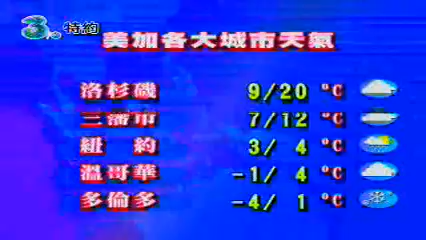 3 特約
美加各大城市天氣
洛杉磯 9/20 °C
三藩市 7/12 °C
紐約 3/ 4 °C
溫哥華 -1/ 4 °C
多倫多 -4/ 1 °C